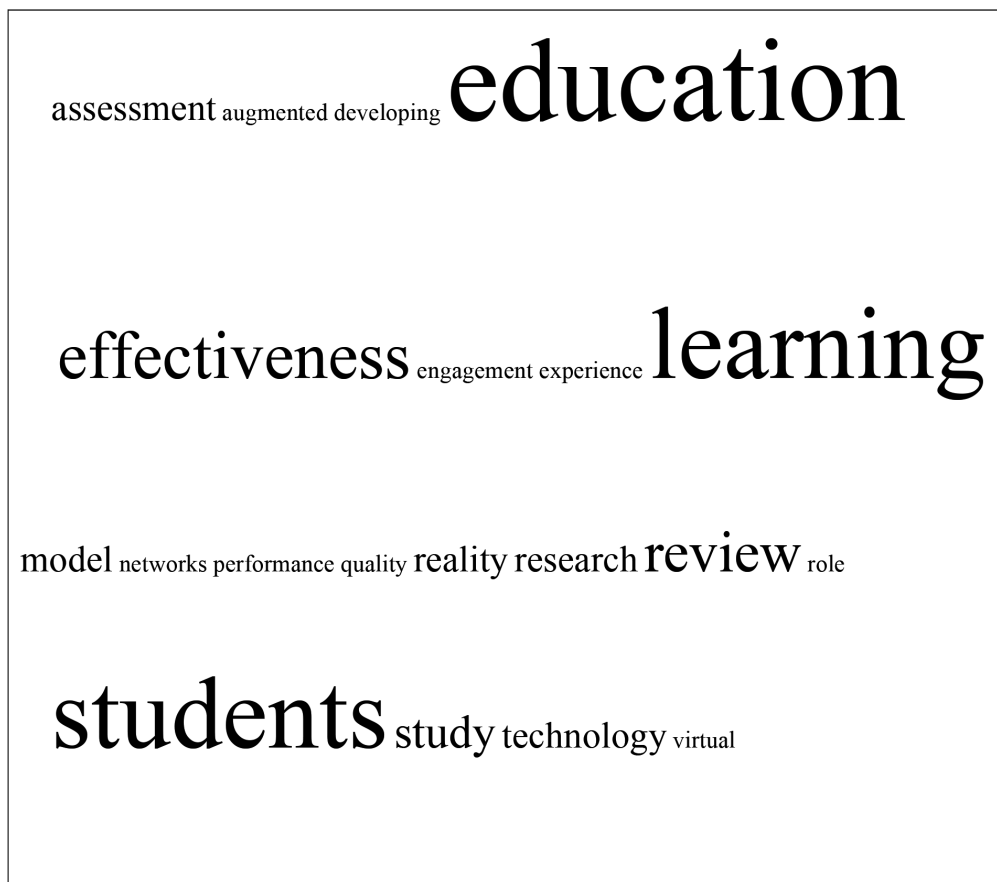 assessment augmented developing education
effectiveness engagement experience learning
model networks performance quality reality research review role
students study technology virtual